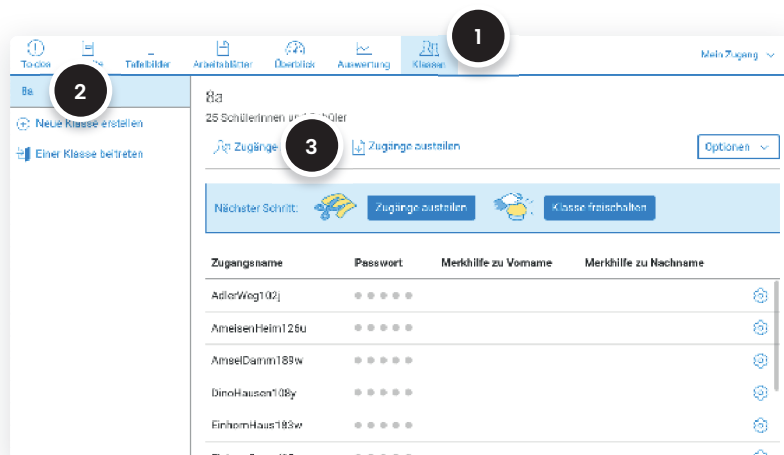 1
To-dos Tafelbilder Arbeitsblätter Überblick Auswertung Klassen Mein Zugang
8a
2
Neue Klasse erstellen
Einer Klasse beitreten
8a
25 Schülerinnen und Schüler
Zugänge 3 Zugänge austeilen Optionen
Nächster Schritt: Zugänge austeilen Klasse freischalten
Zugangsname Passwort Merkhilfe zu Vorname Merkhilfe zu Nachname
AdlerWeg102j
AmeisenHeim126u
AmselDamm189w
DinoHausen108y
EinhornHaus183w